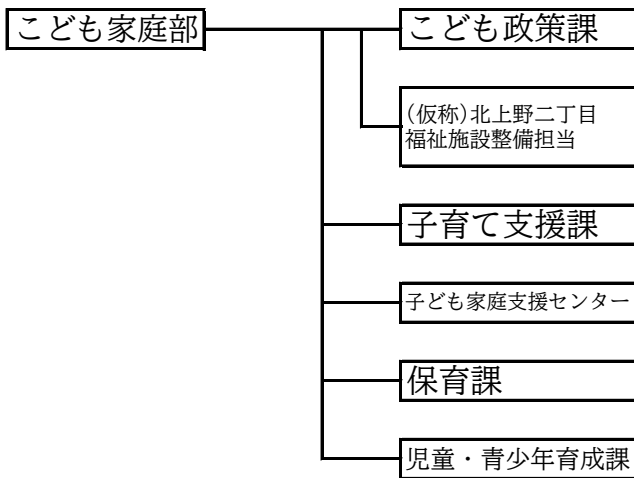 こども家庭部
こども政策課
(仮称)北上野二丁目
福祉施設整備担当
子育て支援課
子ども家庭支援センター
保育課
児童・青少年育成課